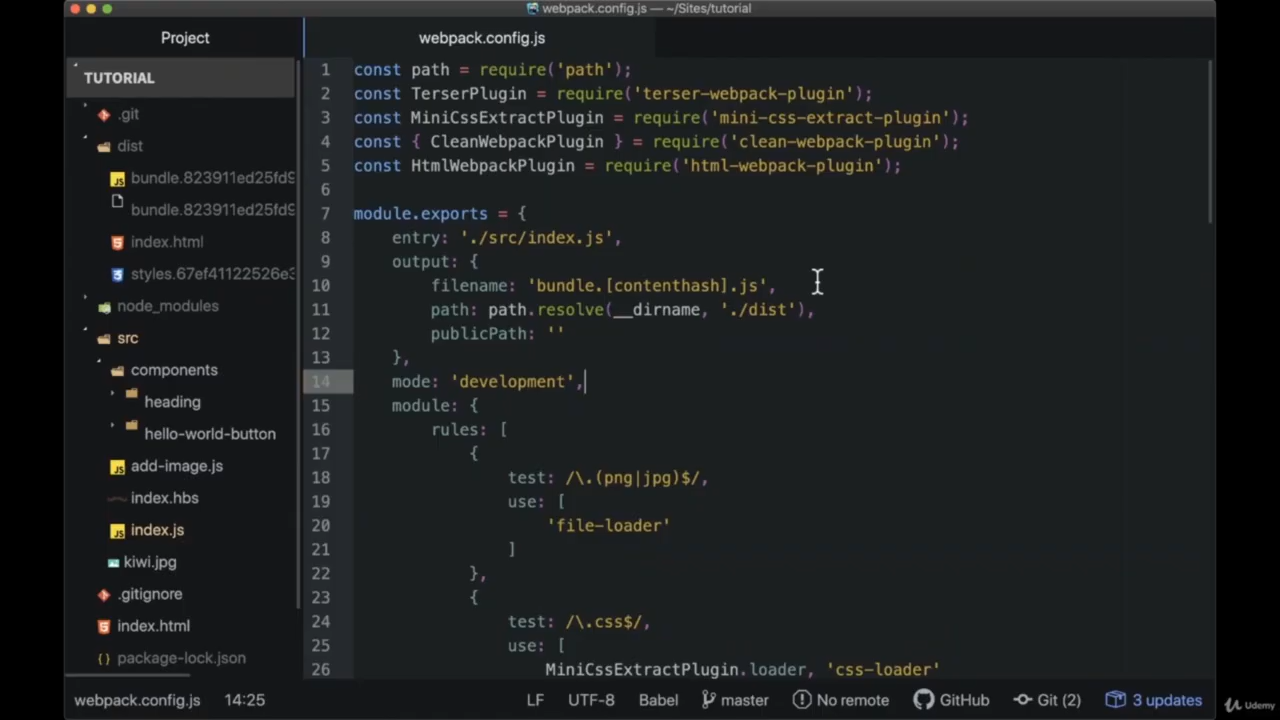 webpack.config.js — ~/Sites/tutorial
Project
webpack.config.js
TUTORIAL
.git
dist
bundle.823911ed25fd9
bundle.823911ed25fd9
index.html
styles.67ef41122526e3
node_modules
src
components
heading
hello-world-button
add-image.js
index.hbs
index.js
kiwi.jpg
.gitignore
index.html
package-lock.json
1 const path = require('path');
2 const TerserPlugin = require('terser-webpack-plugin');
3 const MiniCssExtractPlugin = require('mini-css-extract-plugin');
4 const { CleanWebpackPlugin } = require('clean-webpack-plugin');
5 const HtmlWebpackPlugin = require('html-webpack-plugin');
6
7 module.exports = {
8 entry: './src/index.js',
9 output: {
10 filename: 'bundle.[contenthash].js',
11 path: path.resolve(__dirname, './dist'),
12 publicPath: ''
13 },
14 mode: 'development',
15 module: {
16 rules: [
17 {
18 test: /\.(png|jpg)$/,
19 use: [
20 'file-loader'
21 ]
22 },
23 {
24 test: /\.css$/,
25 use: [
26 MiniCssExtractPlugin.loader, 'css-loader'
webpack.config.js 14:25 LF UTF-8 Babel master No remote GitHub Git (2) 3 updates
Udemy